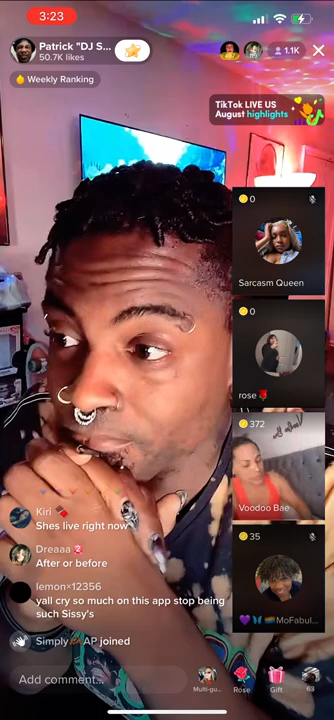 3:23
Patrick "DJ S...
50.7K likes
1.1K
Weekly Ranking
TikTok LIVE US
August highlights
0
Sarcasm Queen
0
rose🌹
372
Voodoo Bae
35
💜🦋🏳️‍🌈MoFabul...
Kiri
Shes live right now
Dreaaa
After or before
lemon×12356
yall cry so much on this app stop being
such Sissy's
Simply AP joined
Add comment...
Multi-gu...
Rose
Gift
63